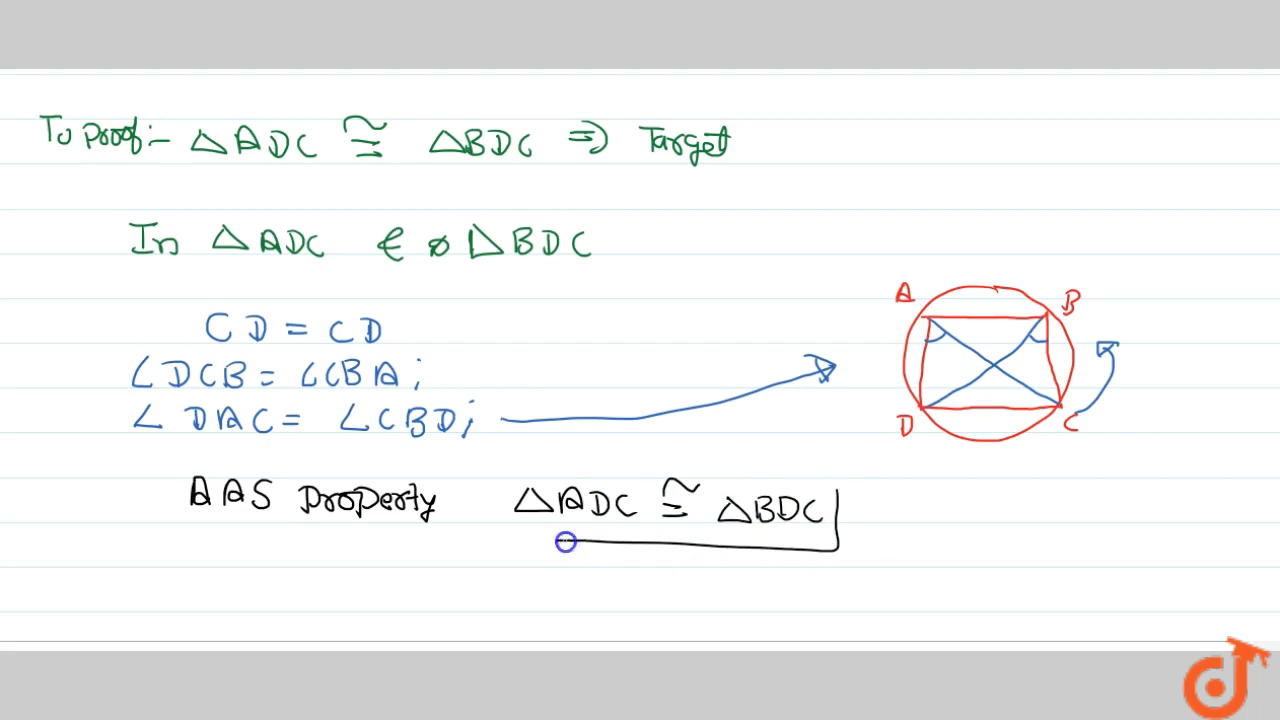 To Proof:- △ADC ≅ △BDC ⇒ Target
In △ADC & △BDC
CD = CD
∠DCB = ∠CBA;
∠DAC = ∠CBD;
AAS Property △ADC ≅ △BDC
A
B
D
C